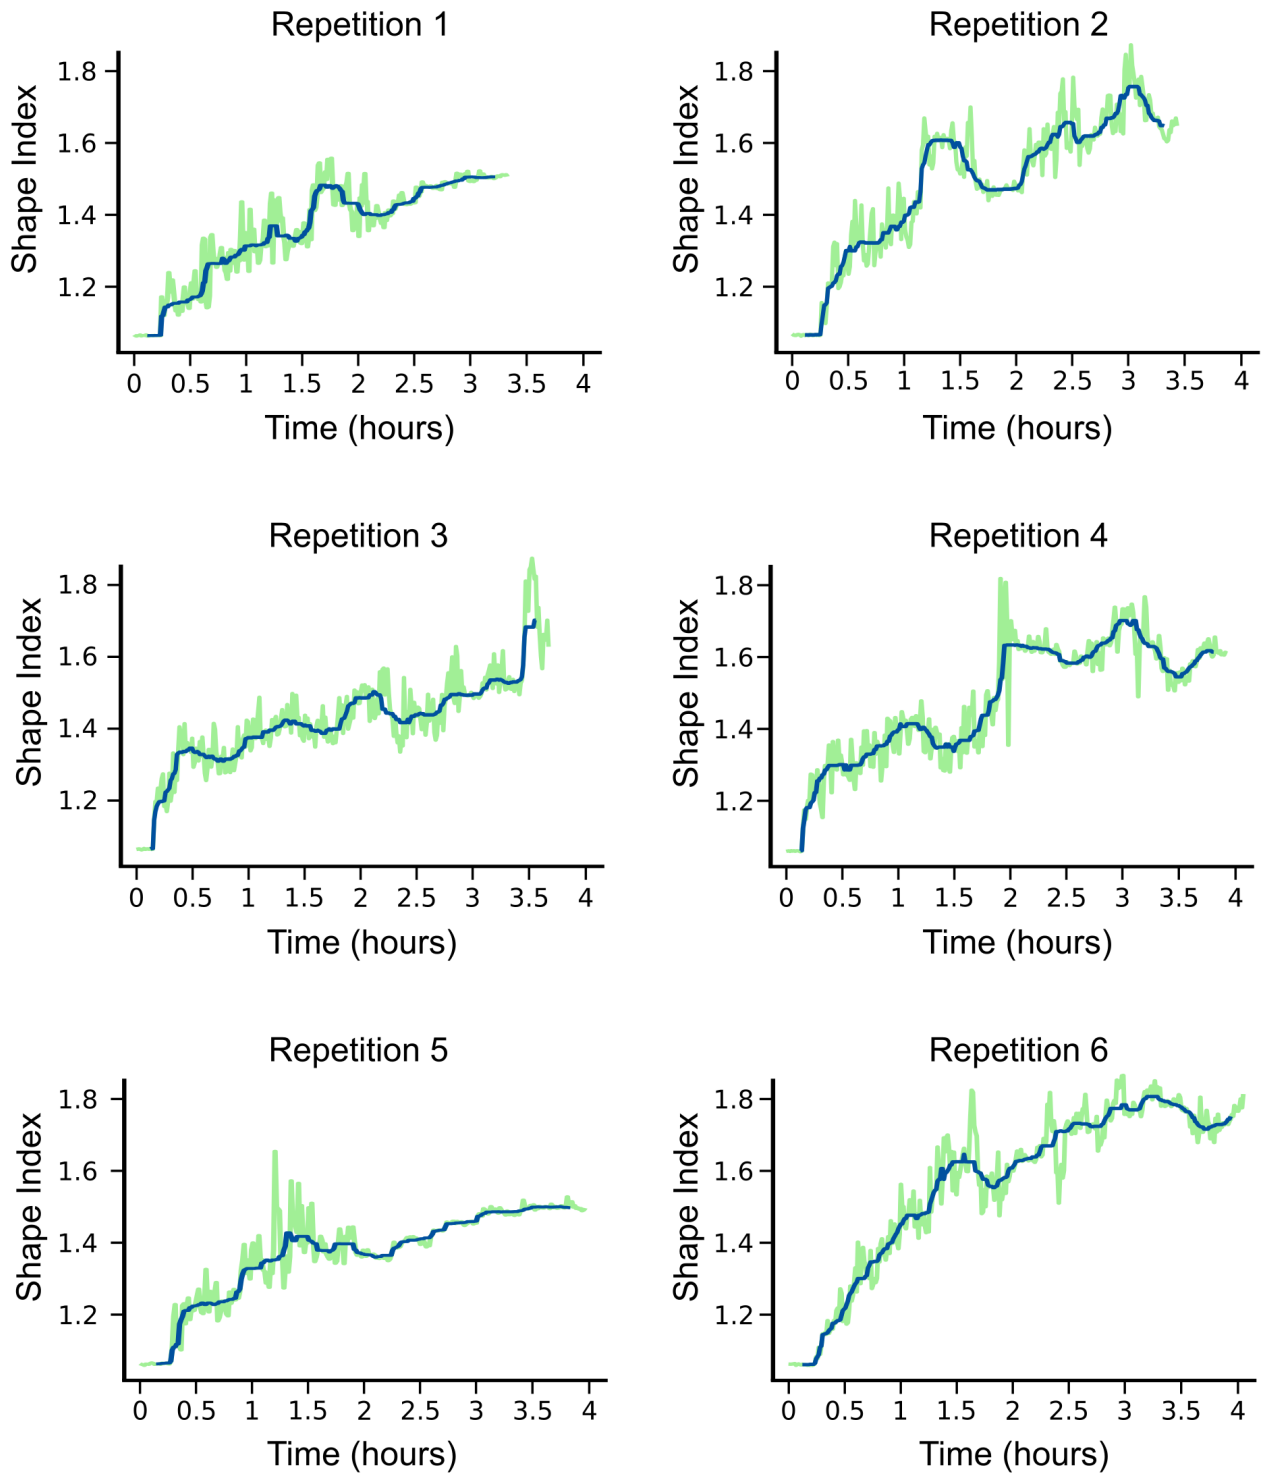 Repetition 1
Shape Index
1.8
1.6
1.4
1.2
0 0.5 1 1.5 2 2.5 3 3.5 4
Time (hours)
Repetition 2
Shape Index
1.8
1.6
1.4
1.2
0 0.5 1 1.5 2 2.5 3 3.5 4
Time (hours)
Repetition 3
Shape Index
1.8
1.6
1.4
1.2
0 0.5 1 1.5 2 2.5 3 3.5 4
Time (hours)
Repetition 4
Shape Index
1.8
1.6
1.4
1.2
0 0.5 1 1.5 2 2.5 3 3.5 4
Time (hours)
Repetition 5
Shape Index
1.8
1.6
1.4
1.2
0 0.5 1 1.5 2 2.5 3 3.5 4
Time (hours)
Repetition 6
Shape Index
1.8
1.6
1.4
1.2
0 0.5 1 1.5 2 2.5 3 3.5 4
Time (hours)